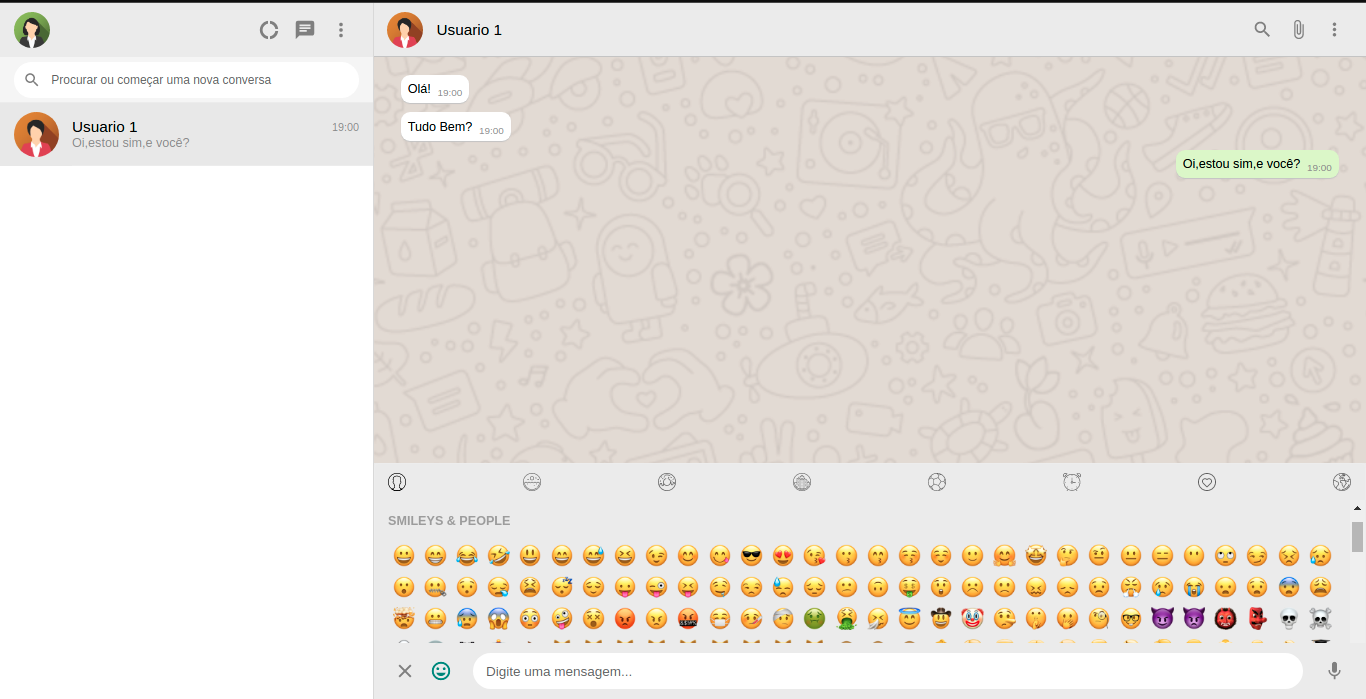 Usuario 1
Procurar ou começar uma nova conversa
Usuario 1 19:00
Oi,estou sim,e você?
Olá! 19:00
Tudo Bem? 19:00
Oi,estou sim,e você? 19:00
SMILEYS & PEOPLE
Digite uma mensagem...